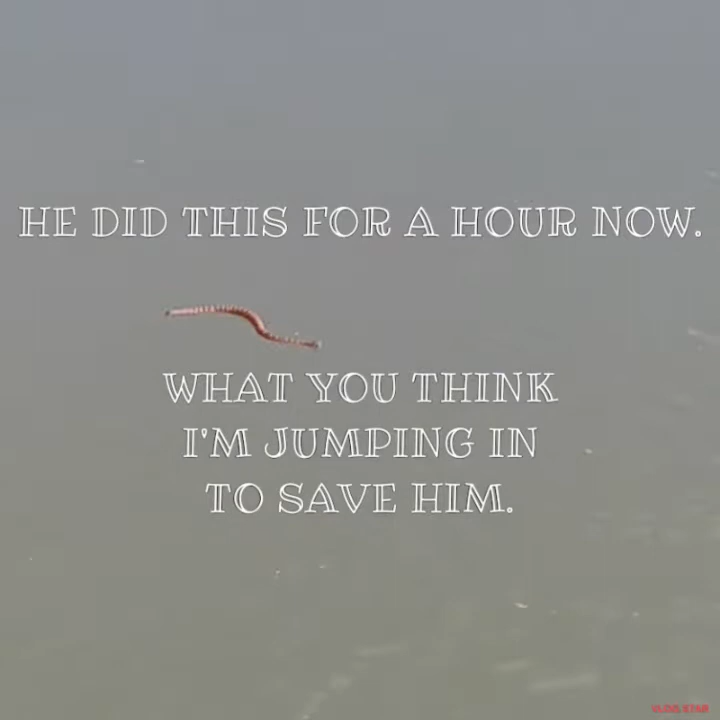 HE DID THIS FOR A HOUR NOW.
WHAT YOU THINK
I'M JUMPING IN
TO SAVE HIM.